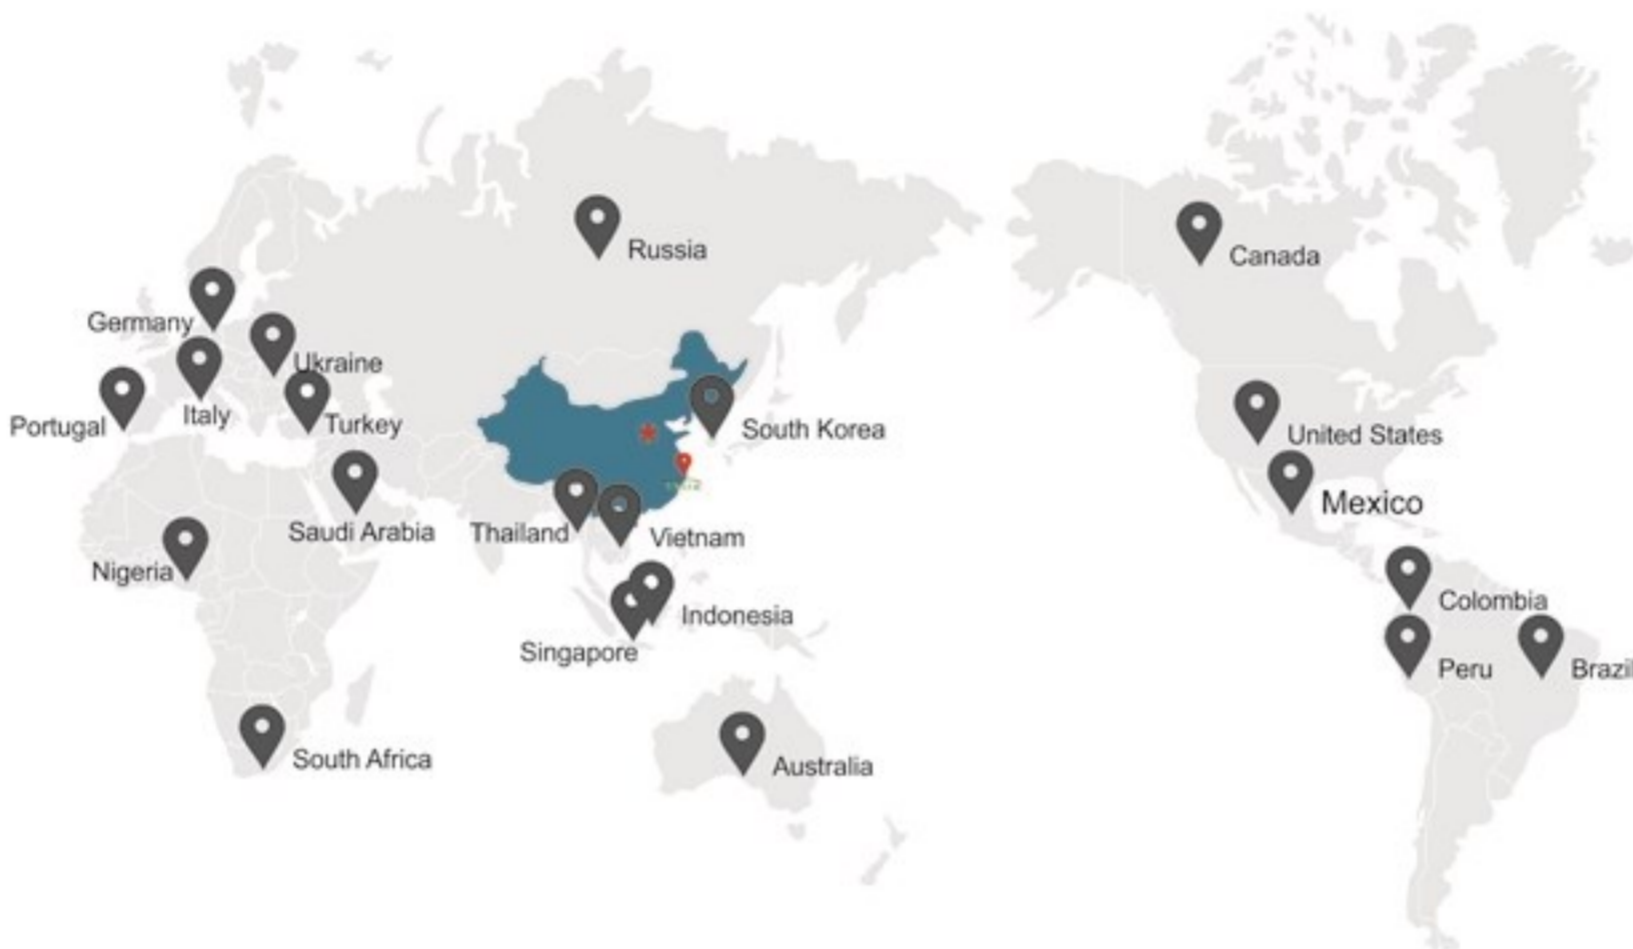 Russia
Canada
Germany
Ukraine
Italy
Portugal
Turkey
South Korea
United States
Mexico
Saudi Arabia
Thailand
Vietnam
Nigeria
Indonesia
Colombia
Singapore
Peru
Brazil
South Africa
Australia